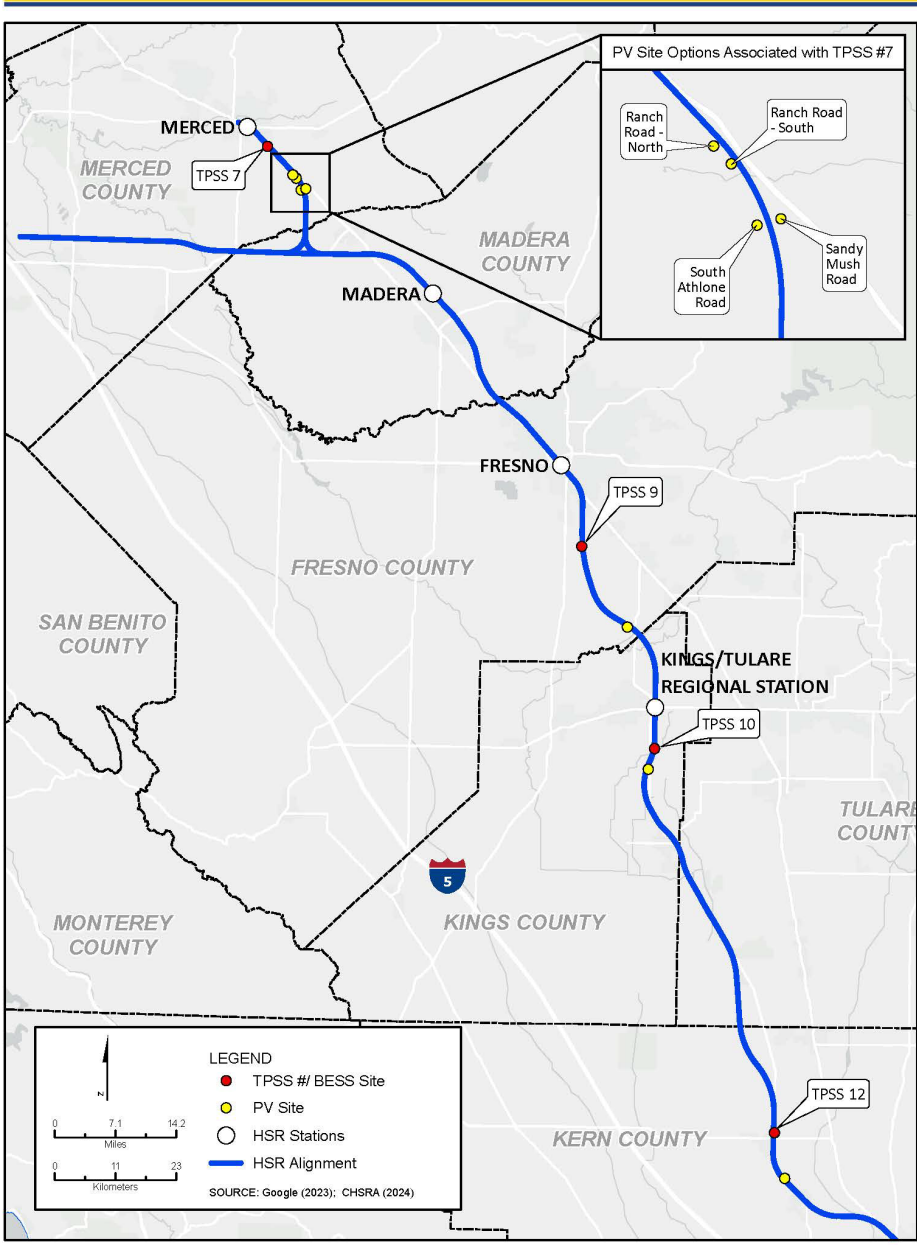 PV Site Options Associated with TPSS #7
Ranch
Road -
North
Ranch Road
- South
South
Athlone
Road
Sandy
Mush
Road
MERCED
TPSS 7
MERCED
COUNTY
MADERA
COUNTY
MADERA
FRESNO
TPSS 9
FRESNO COUNTY
SAN BENITO
COUNTY
KINGS/TULARE
REGIONAL STATION
TPSS 10
TULARE
COUNT
5
MONTEREY
COUNTY
KINGS COUNTY
TPSS 12
KERN COUNTY
LEGEND
TPSS #/ BESS Site
PV Site
HSR Stations
HSR Alignment
SOURCE: Google (2023); CHSRA (2024)
N
0 7.1 14.2
Miles
0 11 23
Kilometers